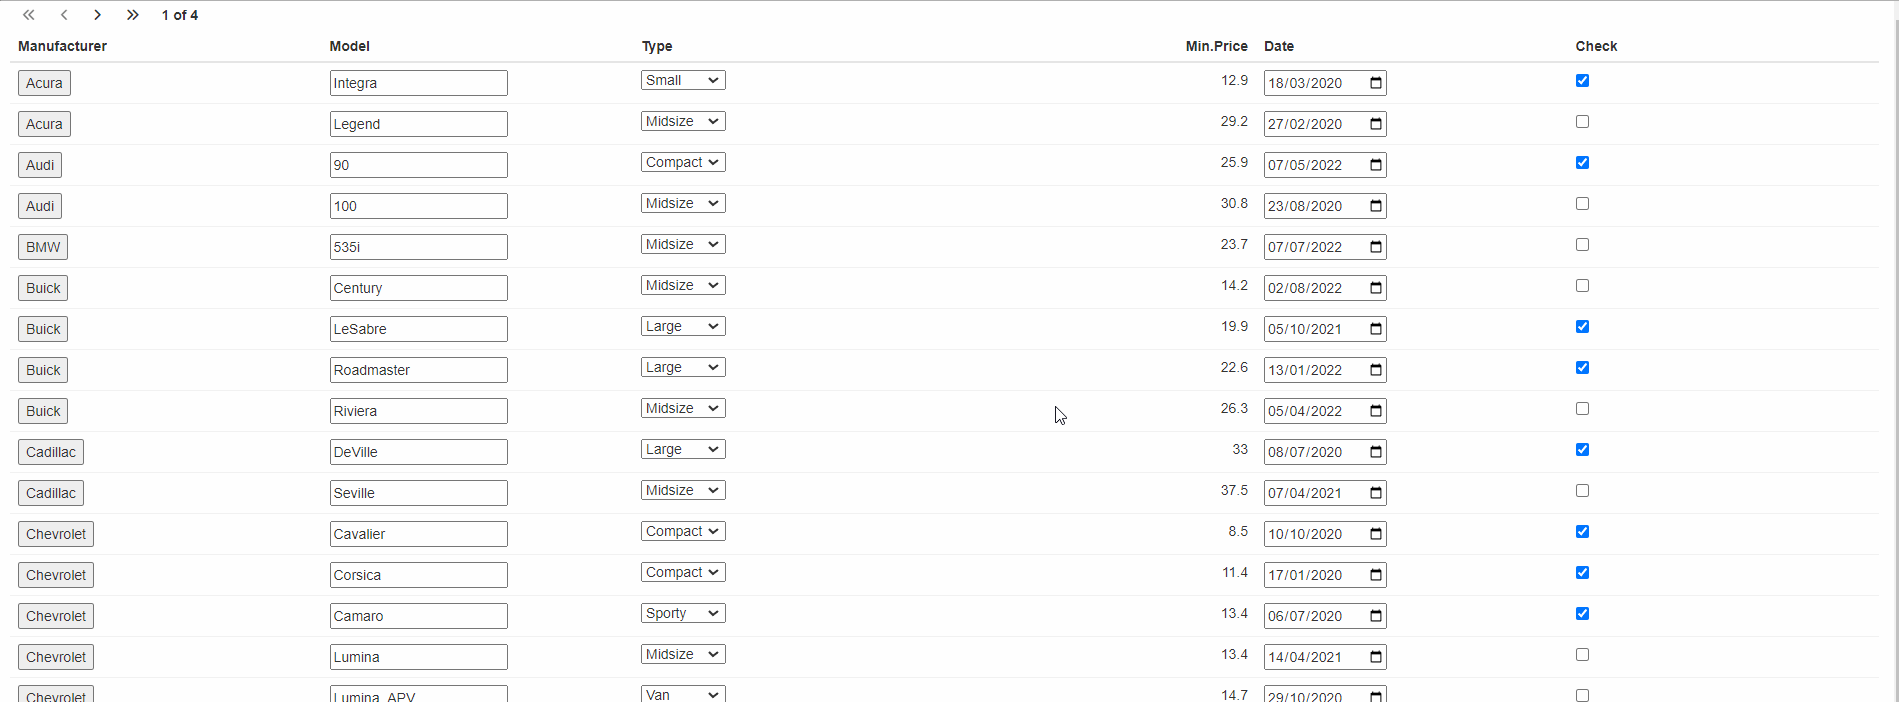 1 of 4
Manufacturer Model Type Min.Price Date Check
Acura Integra Small 12.9 18/03/2020
Acura Legend Midsize 29.2 27/02/2020
Audi 90 Compact 25.9 07/05/2022
Audi 100 Midsize 30.8 23/08/2020
BMW 535i Midsize 23.7 07/07/2022
Buick Century Midsize 14.2 02/08/2022
Buick LeSabre Large 19.9 05/10/2021
Buick Roadmaster Large 22.6 13/01/2022
Buick Riviera Midsize 26.3 05/04/2022
Cadillac DeVille Large 33 08/07/2020
Cadillac Seville Midsize 37.5 07/04/2021
Chevrolet Cavalier Compact 8.5 10/10/2020
Chevrolet Corsica Compact 11.4 17/01/2020
Chevrolet Camaro Sporty 13.4 06/07/2020
Chevrolet Lumina Midsize 13.4 14/04/2021
Chevrolet Lumina_APV Van 14.7 29/10/2020